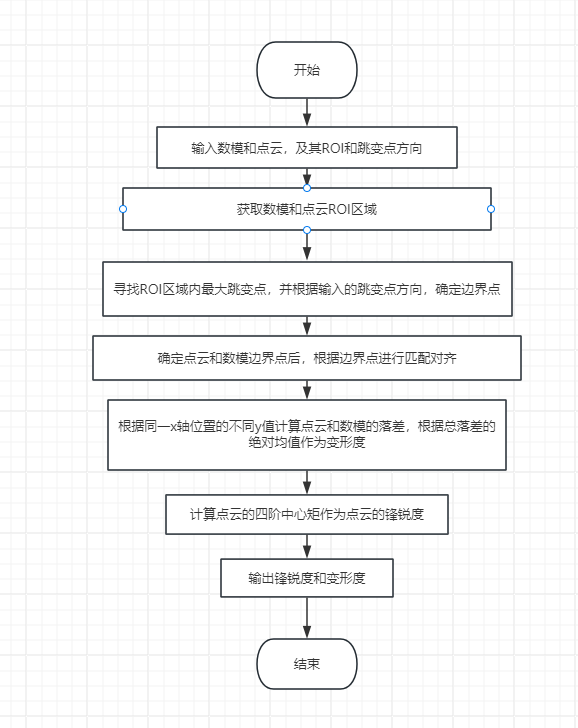 开始
输入数模和点云，及其ROI和跳变点方向
获取数模和点云ROI区域
寻找ROI区域内最大跳变点，并根据输入的跳变点方向，确定边界点
确定点云和数模边界点后，根据边界点进行匹配对齐
根据同一x轴位置的不同y值计算点云和数模的落差，根据总落差的
绝对均值作为变形度
计算点云的四阶中心矩作为点云的锋锐度
输出锋锐度和变形度
结束